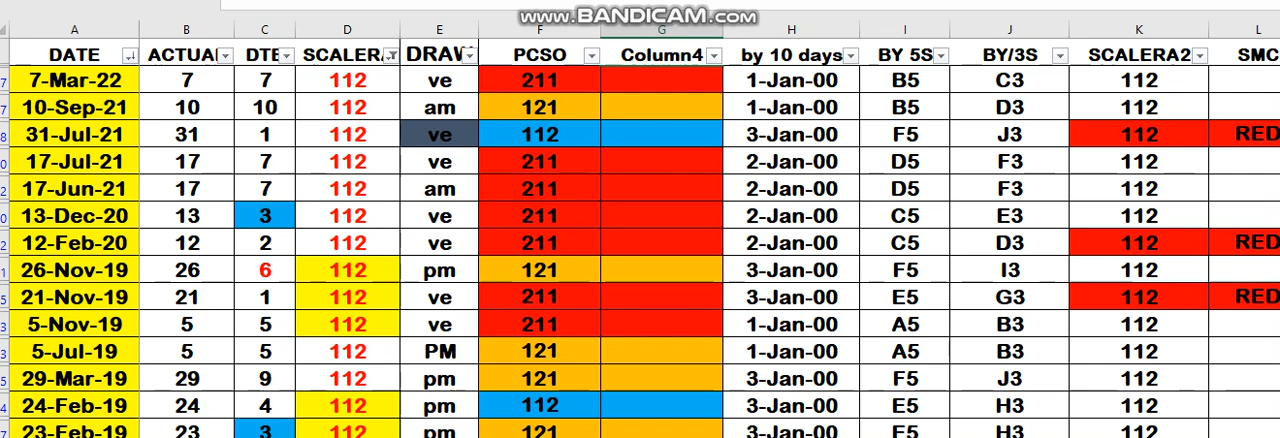 www.BANDICAM.com
A B C D E F G H I J K L
DATE ACTUAL DTE SCALERA DRAW PCSO Column4 by 10 days BY 5S BY/3S SCALERA2 SMC
7 7-Mar-22 7 7 112 ve 211 1-Jan-00 B5 C3 112
7 10-Sep-21 10 10 112 am 121 1-Jan-00 B5 D3 112
8 31-Jul-21 31 1 112 ve 112 3-Jan-00 F5 J3 112 RED
0 17-Jul-21 17 7 112 ve 211 2-Jan-00 D5 F3 112
2 17-Jun-21 17 7 112 am 211 2-Jan-00 D5 F3 112
0 13-Dec-20 13 3 112 ve 211 2-Jan-00 C5 E3 112
2 12-Feb-20 12 2 112 ve 211 2-Jan-00 C5 D3 112 RED
1 26-Nov-19 26 6 112 pm 121 3-Jan-00 F5 I3 112
5 21-Nov-19 21 1 112 ve 211 3-Jan-00 E5 G3 112 RED
3 5-Nov-19 5 5 112 ve 211 1-Jan-00 A5 B3 112
3 5-Jul-19 5 5 112 PM 121 1-Jan-00 A5 B3 112
5 29-Mar-19 29 9 112 pm 121 3-Jan-00 F5 J3 112
4 24-Feb-19 24 4 112 pm 112 3-Jan-00 E5 H3 112
7 23-Feb-19 23 3 112 pm 121 3-Jan-00 E5 H3 112